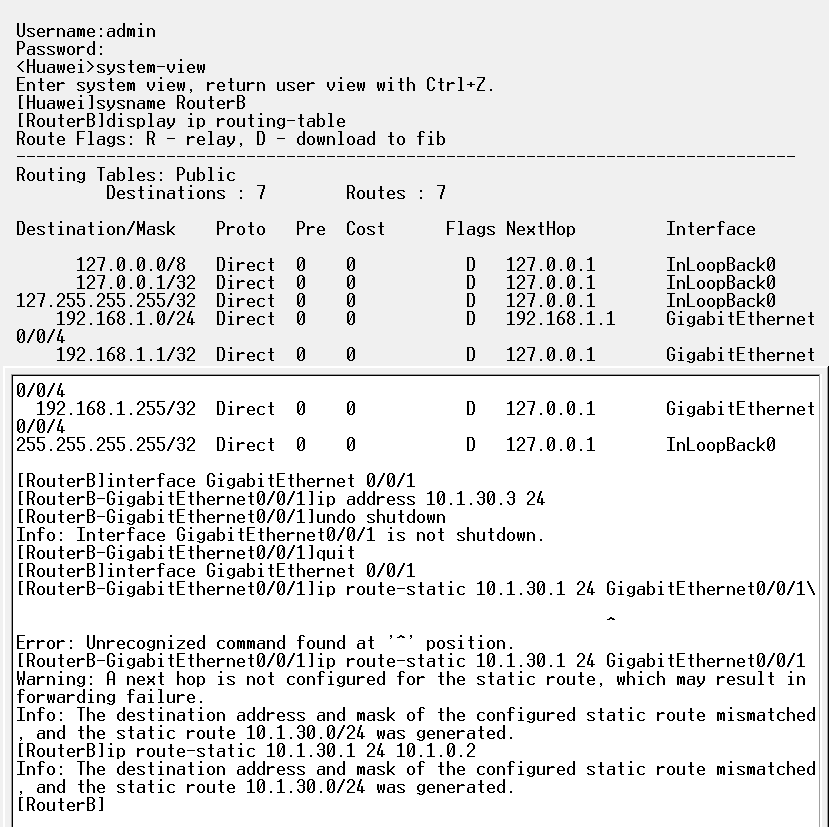 Username:admin
Password:
<Huawei>system-view
Enter system view, return user view with Ctrl+Z.
[Huawei]sysname RouterB
[RouterB]display ip routing-table
Route Flags: R - relay, D - download to fib
------------------------------------------------------------------------------
Routing Tables: Public
         Destinations : 7        Routes : 7

Destination/Mask    Proto   Pre  Cost      Flags NextHop         Interface

      127.0.0.0/8   Direct  0    0           D   127.0.0.1       InLoopBack0
      127.0.0.1/32  Direct  0    0           D   127.0.0.1       InLoopBack0
127.255.255.255/32  Direct  0    0           D   127.0.0.1       InLoopBack0
    192.168.1.0/24  Direct  0    0           D   192.168.1.1     GigabitEthernet
0/0/4
    192.168.1.1/32  Direct  0    0           D   127.0.0.1       GigabitEthernet
0/0/4
  192.168.1.255/32  Direct  0    0           D   127.0.0.1       GigabitEthernet
0/0/4
255.255.255.255/32  Direct  0    0           D   127.0.0.1       InLoopBack0

[RouterB]interface GigabitEthernet 0/0/1
[RouterB-GigabitEthernet0/0/1]ip address 10.1.30.3 24
[RouterB-GigabitEthernet0/0/1]undo shutdown
Info: Interface GigabitEthernet0/0/1 is not shutdown.
[RouterB-GigabitEthernet0/0/1]quit
[RouterB]interface GigabitEthernet 0/0/1
[RouterB-GigabitEthernet0/0/1]ip route-static 10.1.30.1 24 GigabitEthernet0/0/1\
                                                           ^
Error: Unrecognized command found at '^' position.
[RouterB-GigabitEthernet0/0/1]ip route-static 10.1.30.1 24 GigabitEthernet0/0/1
Warning: A next hop is not configured for the static route, which may result in
forwarding failure.
Info: The destination address and mask of the configured static route mismatched
, and the static route 10.1.30.0/24 was generated.
[RouterB]ip route-static 10.1.30.1 24 10.1.0.2
Info: The destination address and mask of the configured static route mismatched
, and the static route 10.1.30.0/24 was generated.
[RouterB]